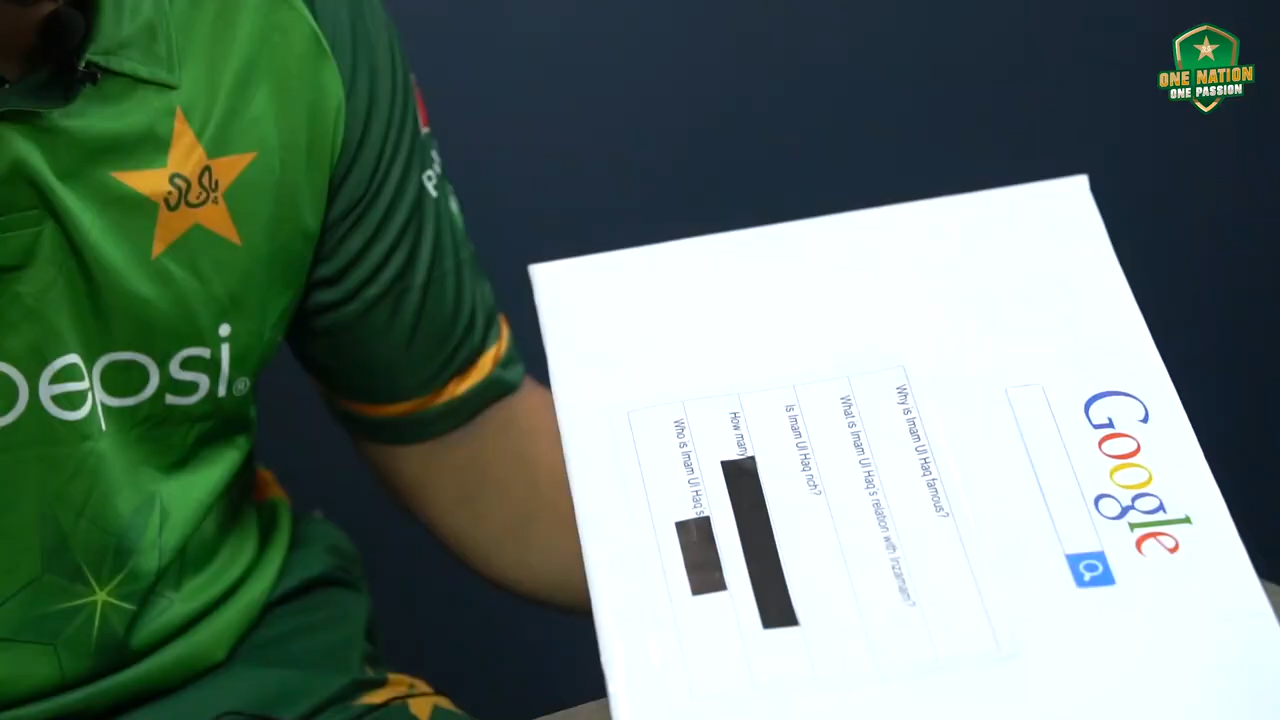 ONE NATION
ONE PASSION
پاکستان
pepsi®
Google
Why is Imam Ul Haq famous?
What is Imam Ul Haq's relation with Inzamam?
Is Imam Ul Haq rich?
How many
Who is Imam Ul Haq's